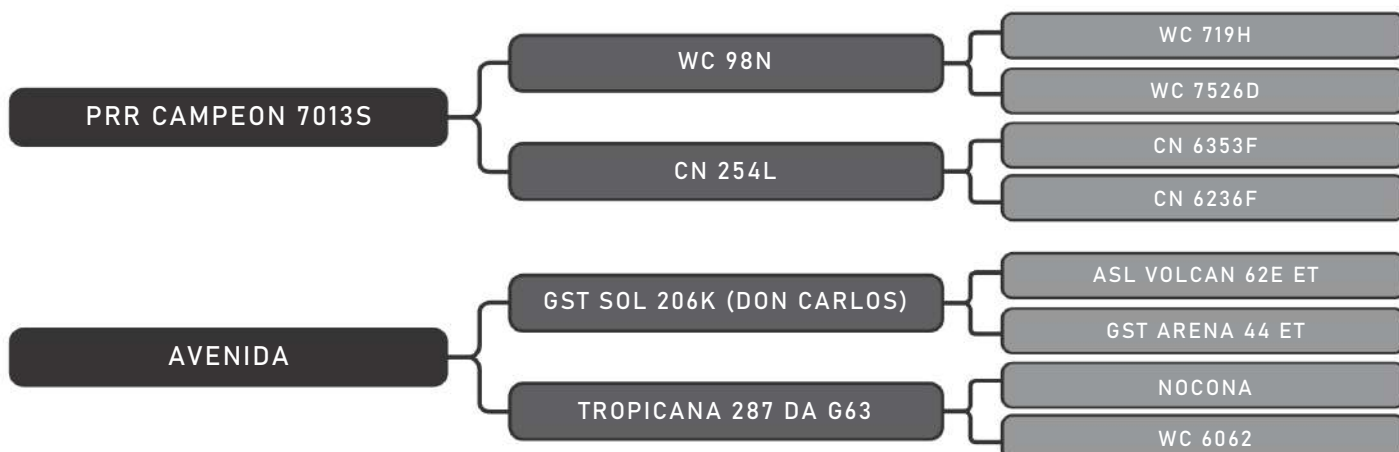 PRR CAMPEON 7013S
WC 98N
WC 719H
WC 7526D
CN 254L
CN 6353F
CN 6236F
AVENIDA
GST SOL 206K (DON CARLOS)
ASL VOLCAN 62E ET
GST ARENA 44 ET
TROPICANA 287 DA G63
NOCONA
WC 6062